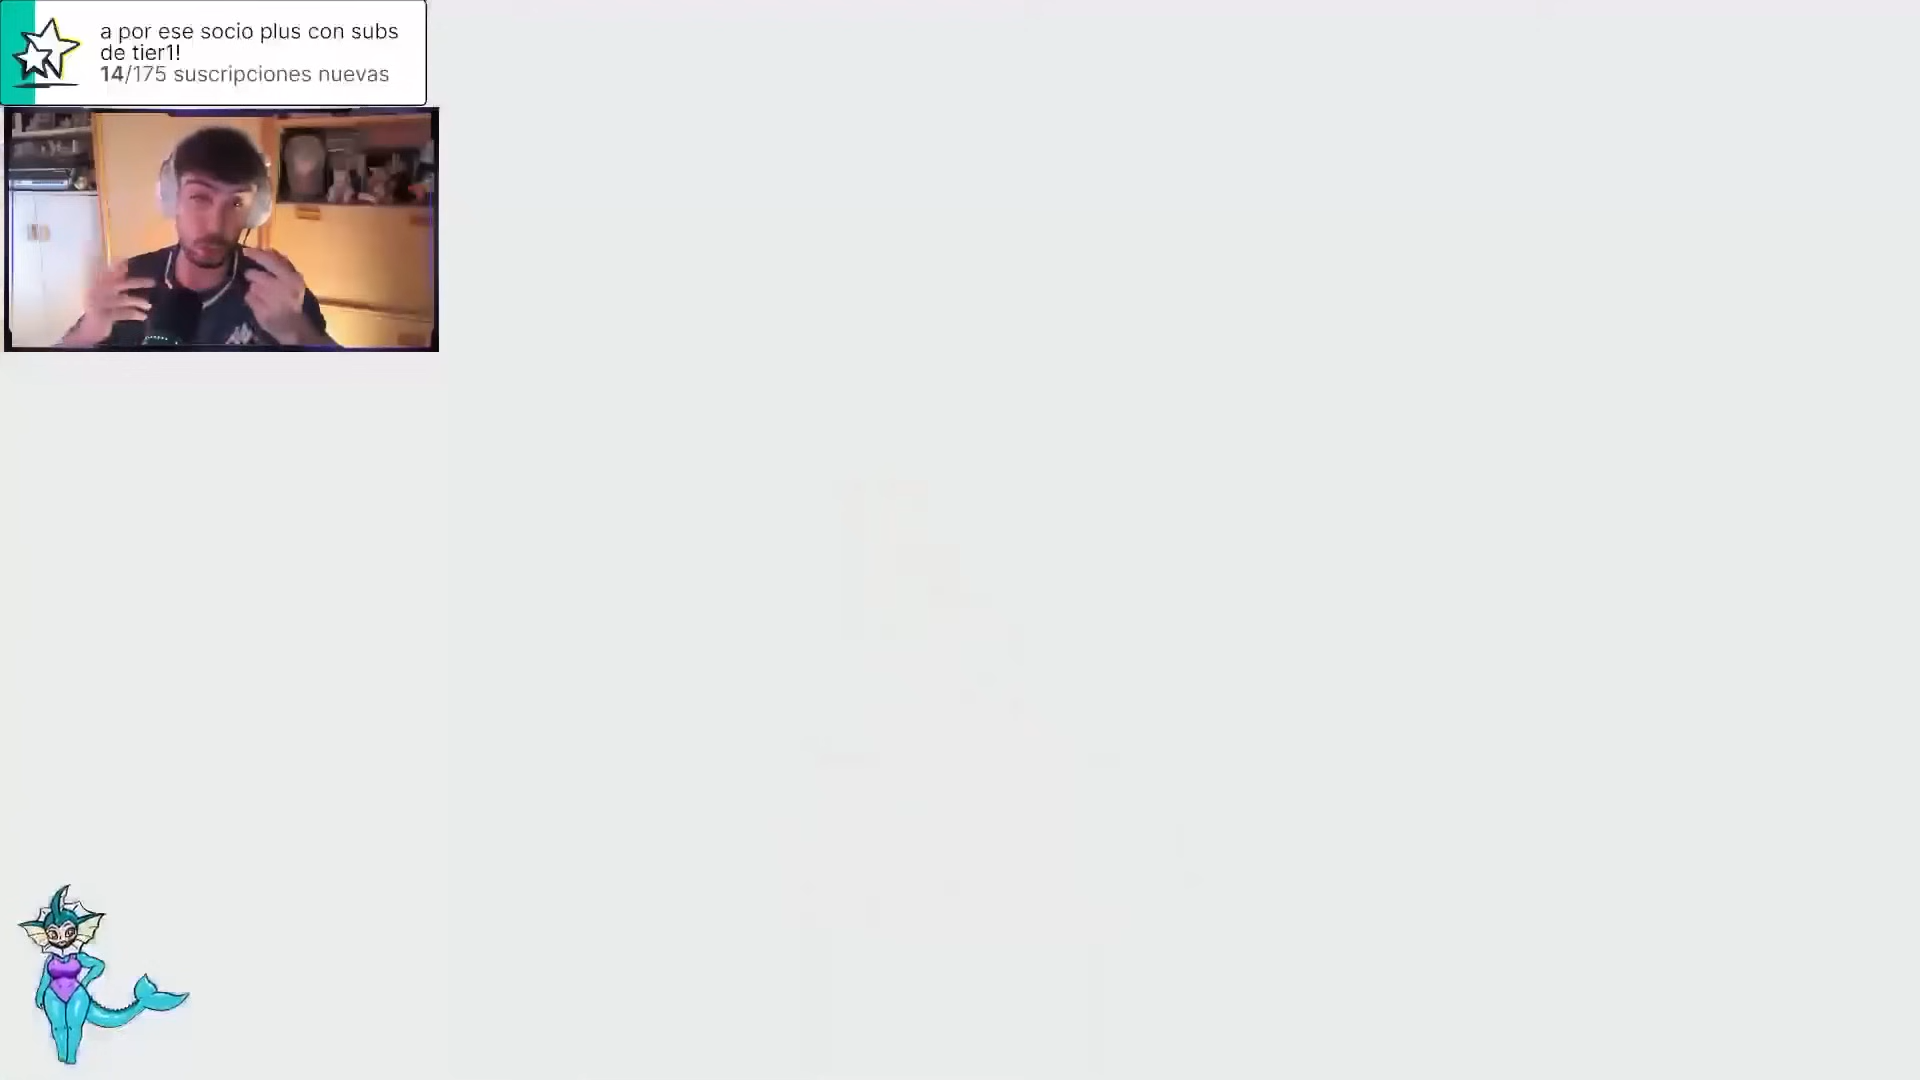 a por ese socio plus con subs
de tier1!
14/175 suscripciones nuevas